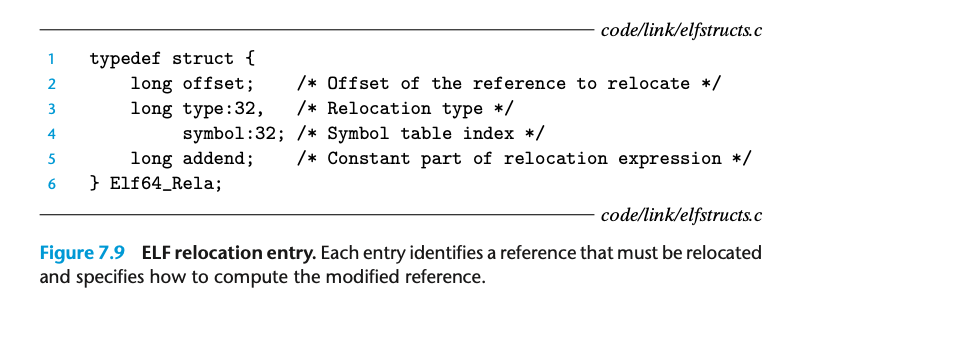 code/link/elfstructs.c
1 typedef struct {
2 long offset; /* Offset of the reference to relocate */
3 long type:32, /* Relocation type */
4 symbol:32; /* Symbol table index */
5 long addend; /* Constant part of relocation expression */
6 } Elf64_Rela;
code/link/elfstructs.c
Figure 7.9 ELF relocation entry. Each entry identifies a reference that must be relocated
and specifies how to compute the modified reference.